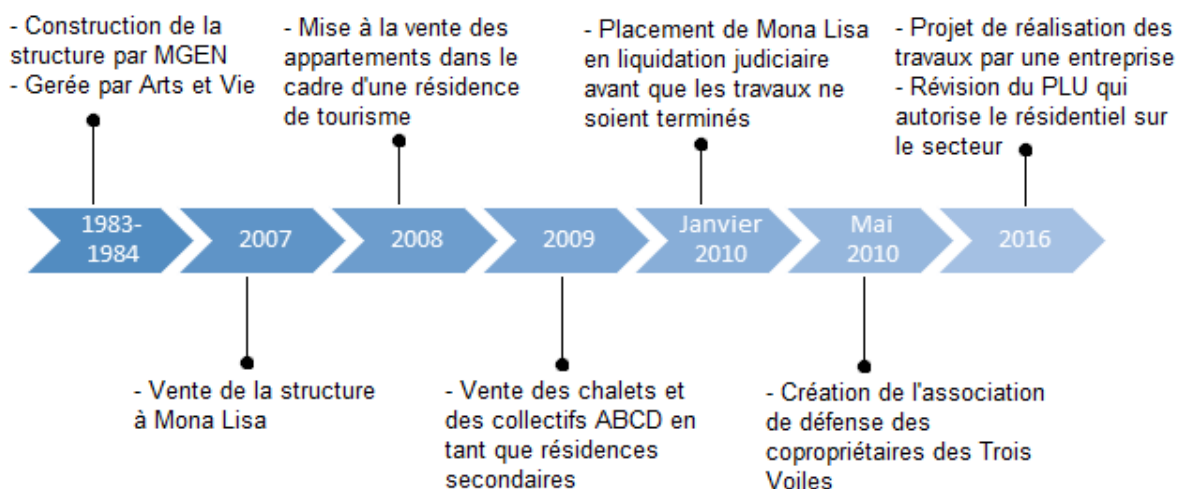 - Construction de la
structure par MGEN
- Gerée par Arts et Vie
- Mise à la vente des
appartements dans le
cadre d'une résidence
de tourisme
- Placement de Mona Lisa
en liquidation judiciaire
avant que les travaux ne
soient terminés
- Projet de réalisation des
travaux par une entreprise
- Révision du PLU qui
autorise le résidentiel sur
le secteur
1983-
1984
2007
2008
2009
Janvier
2010
Mai
2010
2016
- Vente de la structure
à Mona Lisa
- Vente des chalets et
des collectifs ABCD en
tant que résidences
secondaires
- Création de l'association
de défense des
copropriétaires des Trois
Voiles